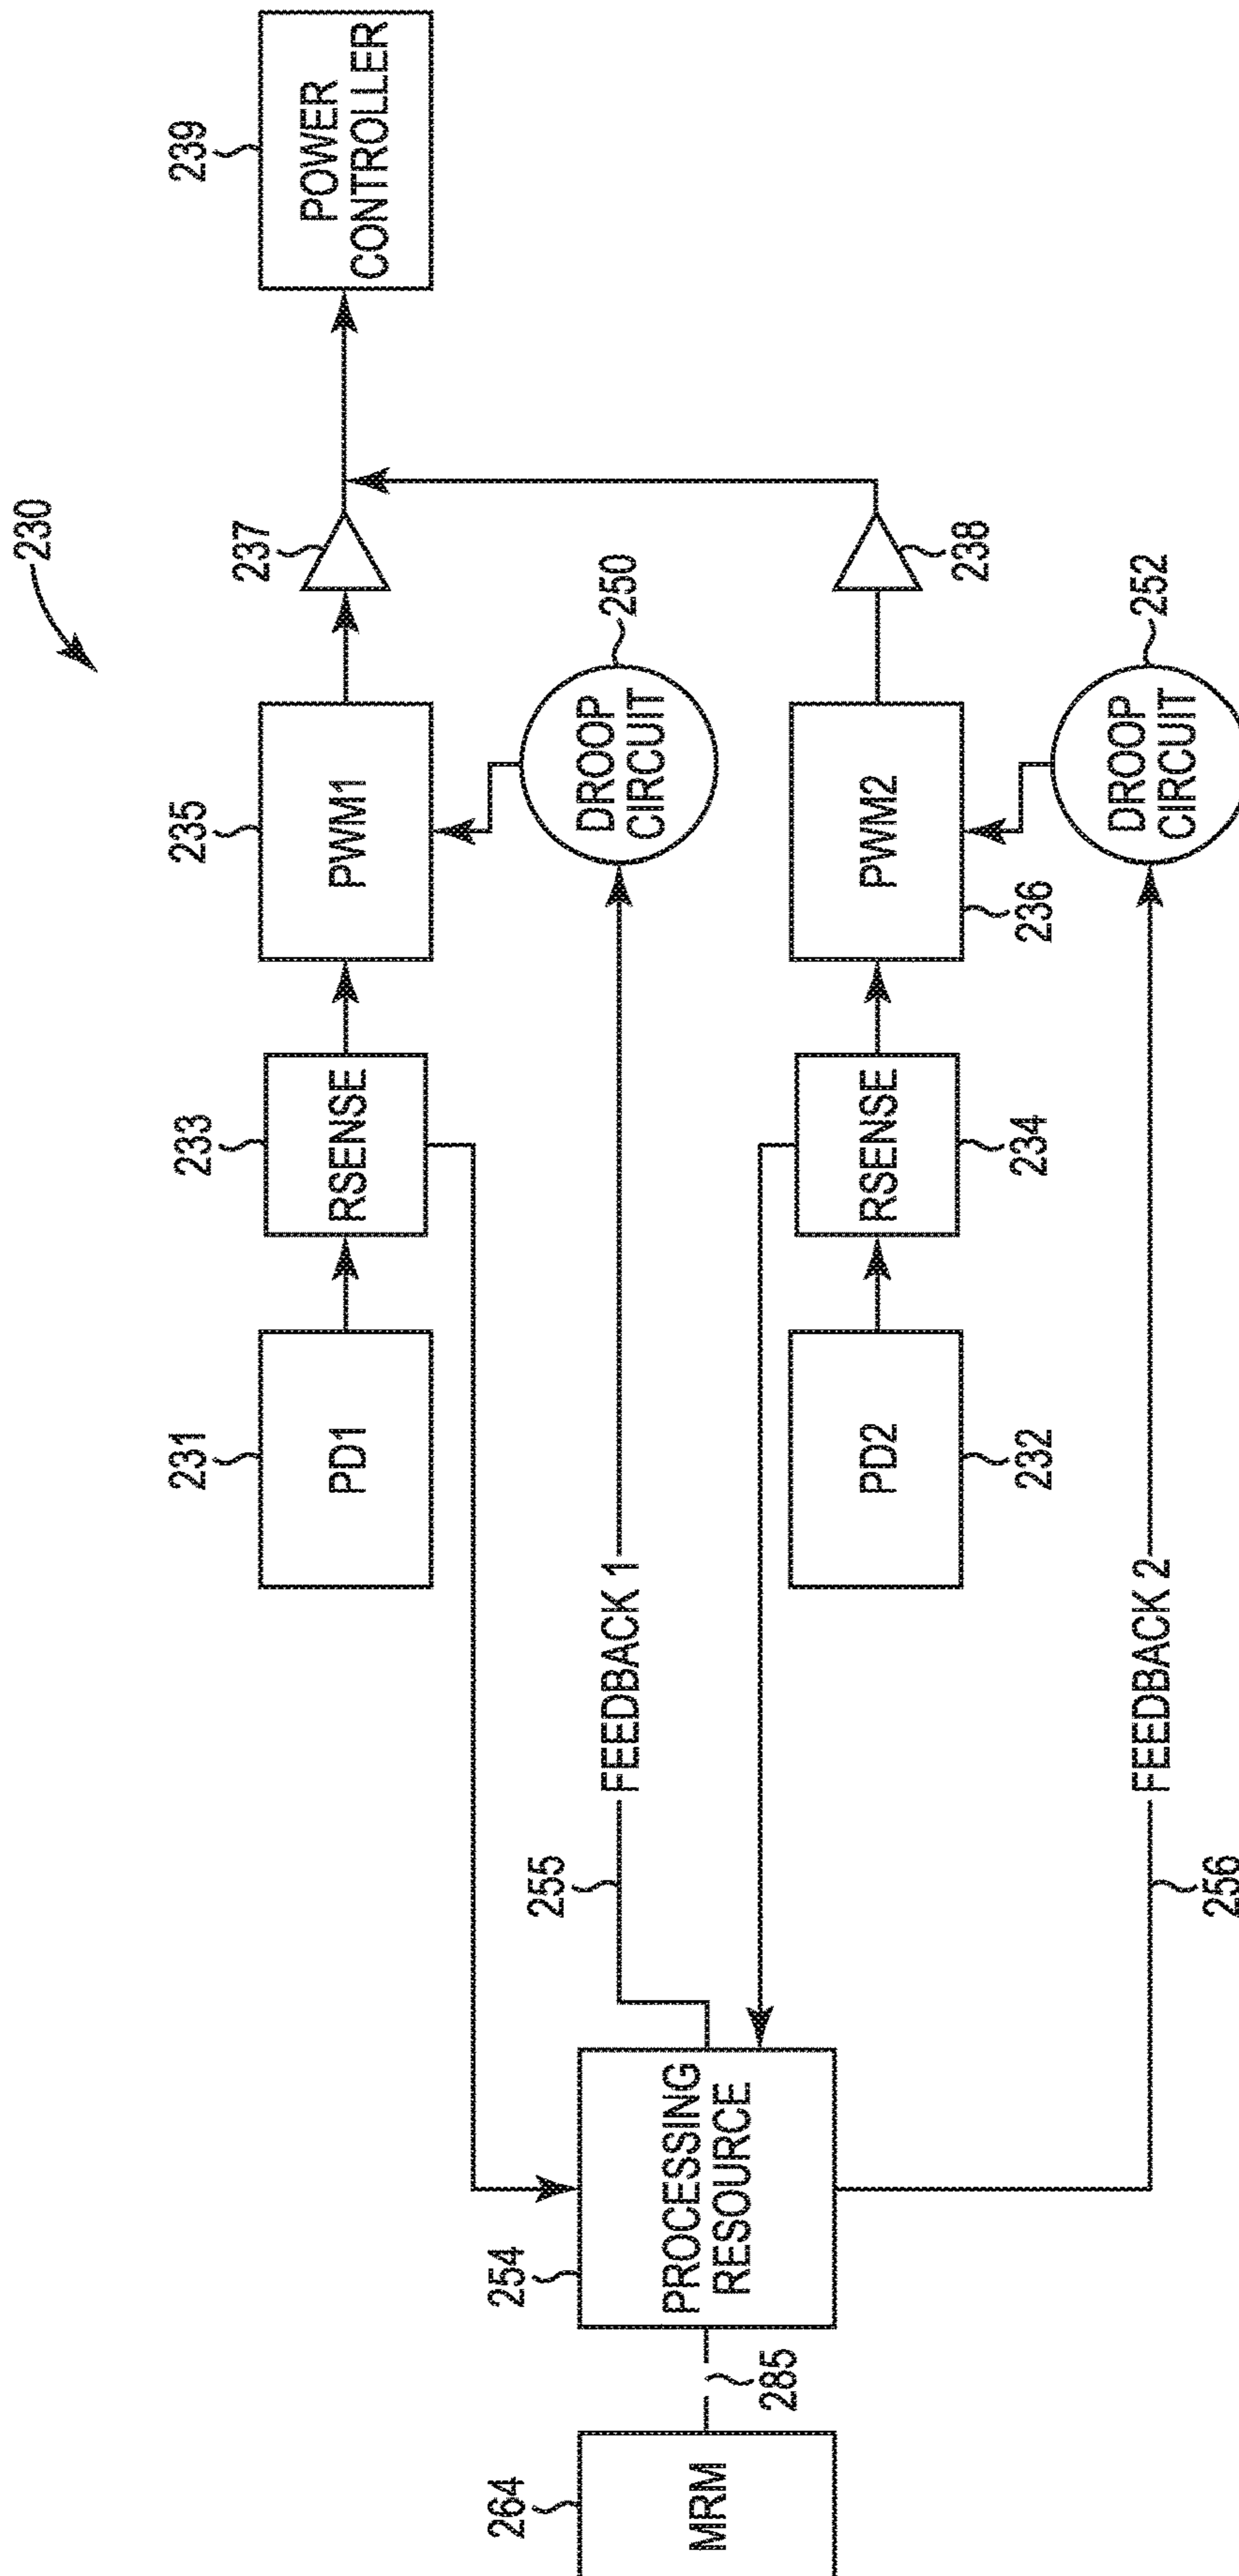 230
239
POWER
CONTROLLER
237
235
PWM1
250
DROOP
CIRCUIT
233
RSENSE
231
PD1
238
PWM2
236
252
DROOP
CIRCUIT
RSENSE
234
PD2
232
FEEDBACK 1
255
FEEDBACK 2
256
254
PROCESSING
RESOURCE
285
264
MRM